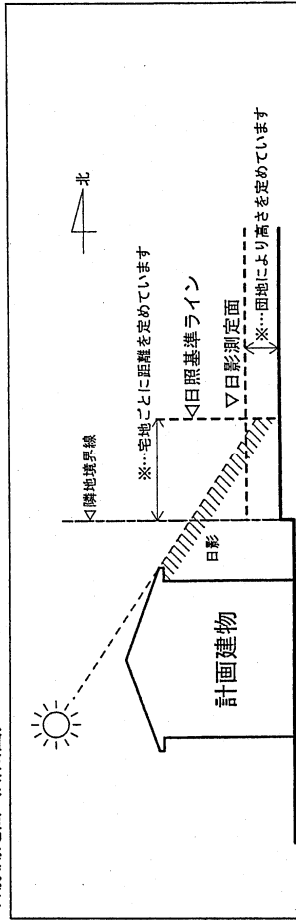 北
▽隣地境界線
※…宅地ごとに距離を定めています
◁日照基準ライン
▽日影測定面
※…団地により高さを定めています
日影
計画建物